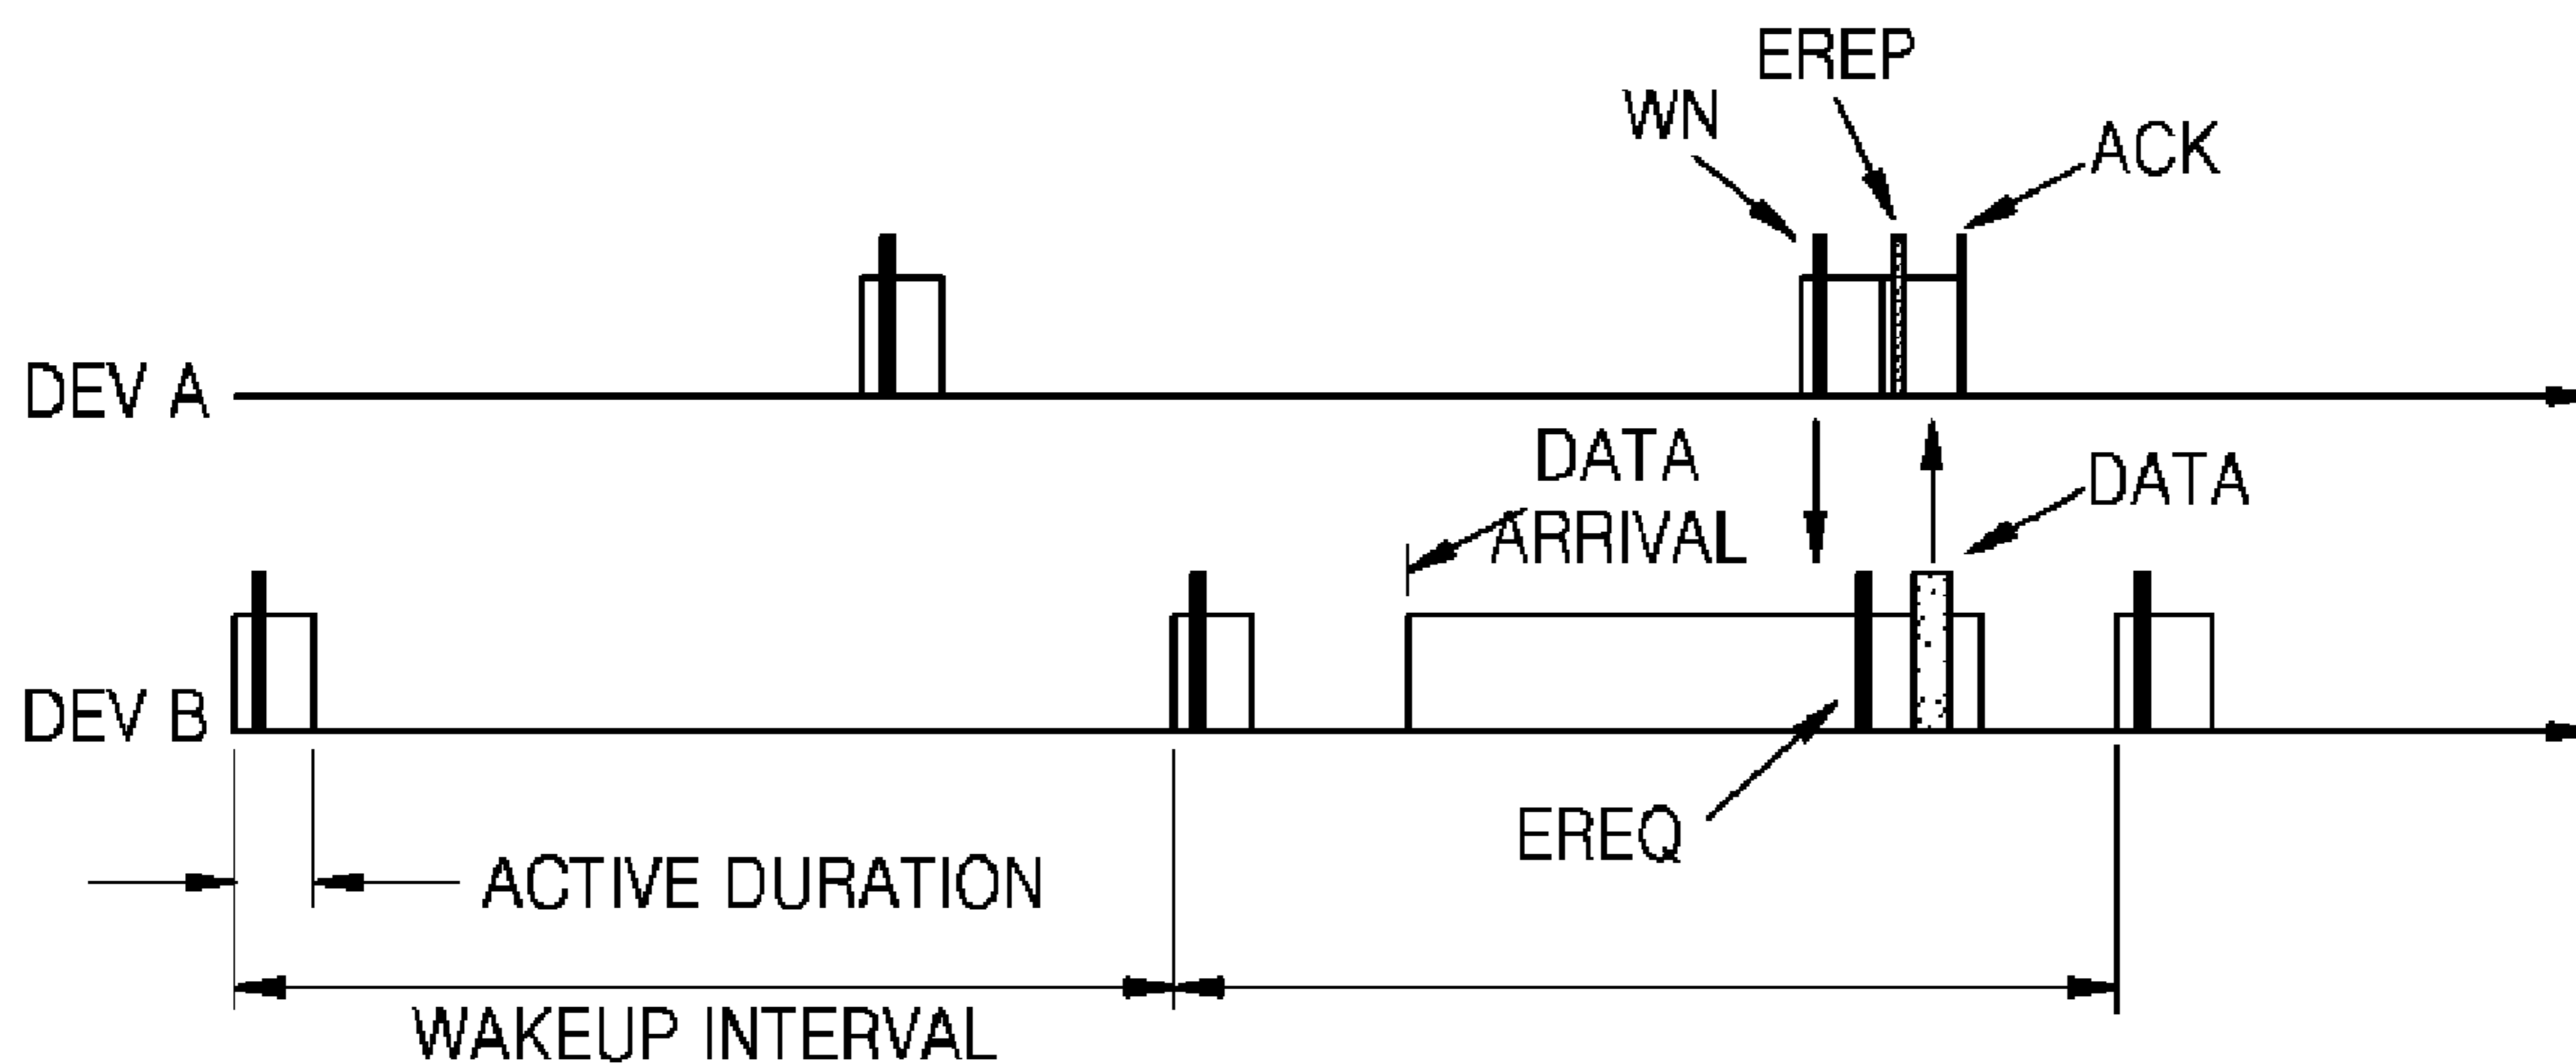 EREP
WN
ACK
DEV A
DATA
ARRIVAL
DATA
DEV B
EREQ
ACTIVE DURATION
WAKEUP INTERVAL